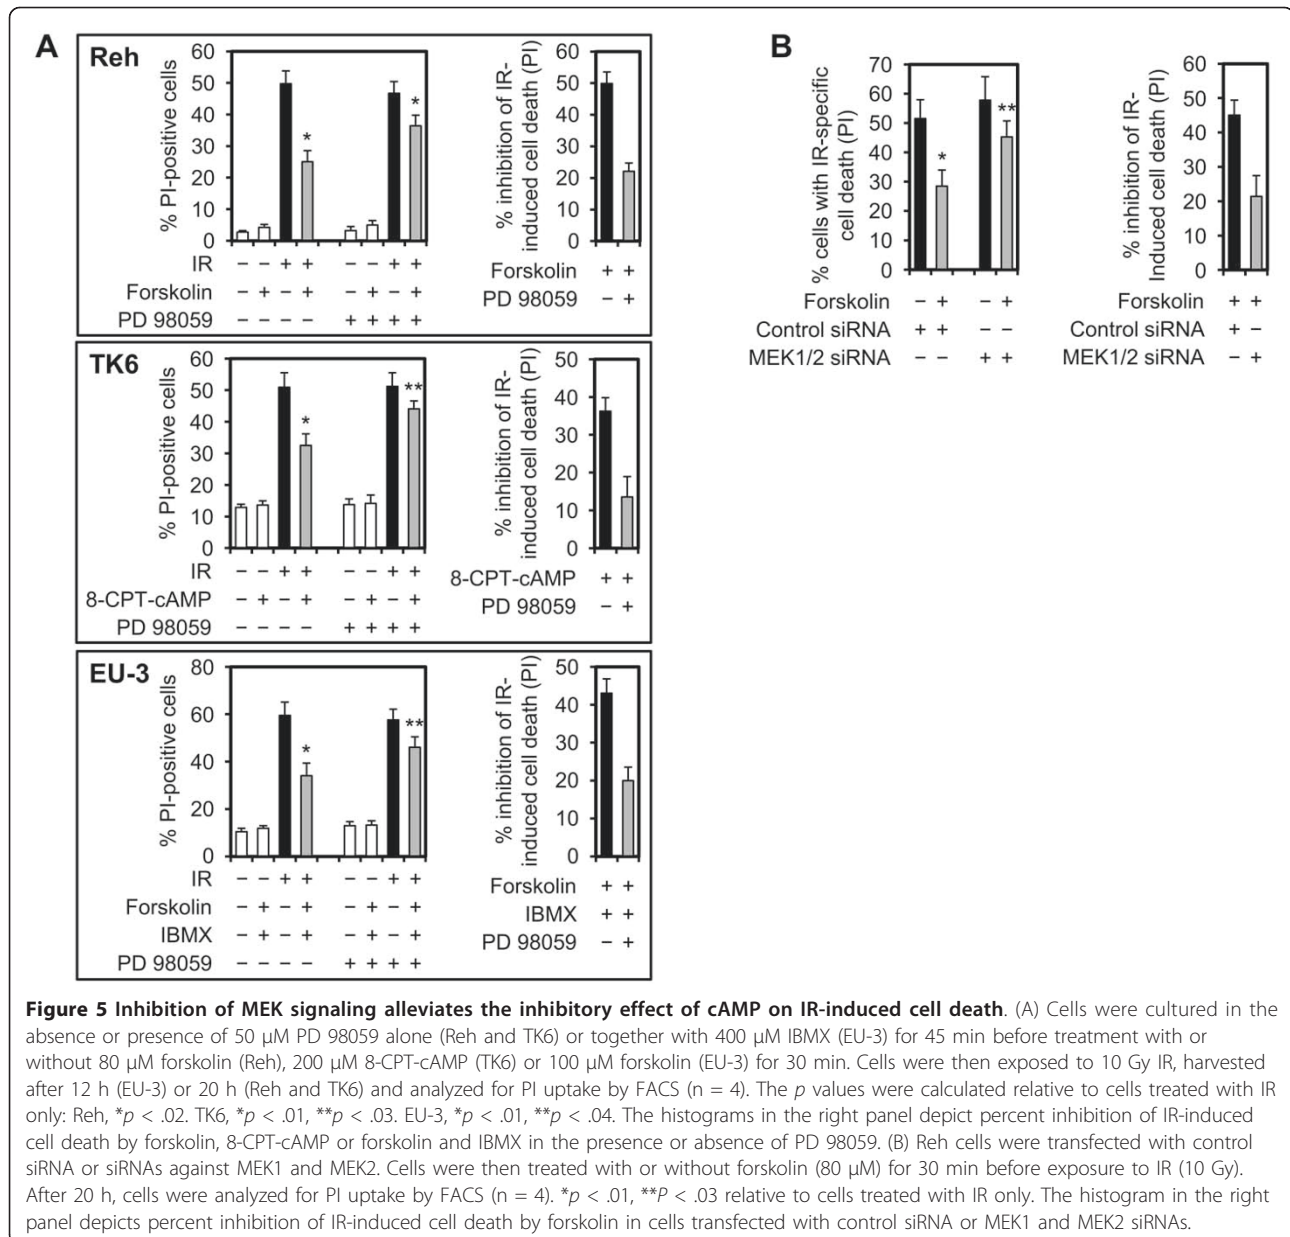 A
Reh
% PI-positive cells
60
50
40
30
20
10
0
IR – – + + – – + +
Forskolin – + – + – + – +
PD 98059 – – – – + + + +
% inhibition of IR-
induced cell death (PI)
60
50
40
30
20
10
0
Forskolin + +
PD 98059 – +
* *
TK6
% PI-positive cells
60
50
40
30
20
10
0
IR – – + + – – + +
8-CPT-cAMP – + – + – + – +
PD 98059 – – – – + + + +
* **
% inhibition of IR-
induced cell death (PI)
50
40
30
20
10
0
8-CPT-cAMP + +
PD 98059 – +
EU-3
% PI-positive cells
80
60
40
20
0
IR – – + + – – + +
Forskolin – + – + – + – +
IBMX – + – + – + – +
PD 98059 – – – – + + + +
* **
% inhibition of IR-
induced cell death (PI)
50
40
30
20
10
0
Forskolin + +
IBMX + +
PD 98059 – +
B
% cells with IR-specific
cell death (PI)
70
60
50
40
30
20
10
0
* **
Forskolin – + – +
Control siRNA + + – –
MEK1/2 siRNA – – + +
% inhibition of IR-
Induced cell death (PI)
60
50
40
30
20
10
0
Forskolin + +
Control siRNA + –
MEK1/2 siRNA – +
Figure 5 Inhibition of MEK signaling alleviates the inhibitory effect of cAMP on IR-induced cell death. (A) Cells were cultured in the
absence or presence of 50 μM PD 98059 alone (Reh and TK6) or together with 400 μM IBMX (EU-3) for 45 min before treatment with or
without 80 μM forskolin (Reh), 200 μM 8-CPT-cAMP (TK6) or 100 μM forskolin (EU-3) for 30 min. Cells were then exposed to 10 Gy IR, harvested
after 12 h (EU-3) or 20 h (Reh and TK6) and analyzed for PI uptake by FACS (n = 4). The p values were calculated relative to cells treated with IR
only: Reh, *p < .02. TK6, *p < .01, **p < .03. EU-3, *p < .01, **p < .04. The histograms in the right panel depict percent inhibition of IR-induced
cell death by forskolin, 8-CPT-cAMP or forskolin and IBMX in the presence or absence of PD 98059. (B) Reh cells were transfected with control
siRNA or siRNAs against MEK1 and MEK2. Cells were then treated with or without forskolin (80 μM) for 30 min before exposure to IR (10 Gy).
After 20 h, cells were analyzed for PI uptake by FACS (n = 4). *p < .01, **P < .03 relative to cells treated with IR only. The histogram in the right
panel depicts percent inhibition of IR-induced cell death by forskolin in cells transfected with control siRNA or MEK1 and MEK2 siRNAs.